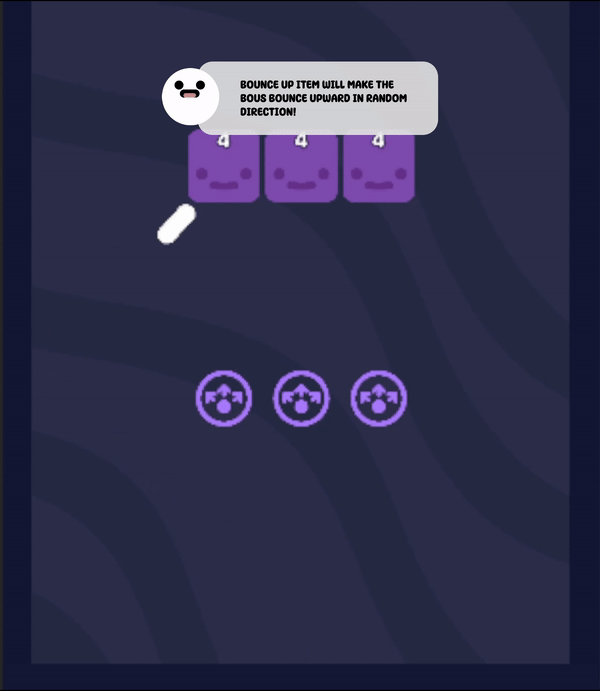 BOUNCE UP ITEM WILL MAKE THE
BOUS BOUNCE UPWARD IN RANDOM
DIRECTION!
4 4 4